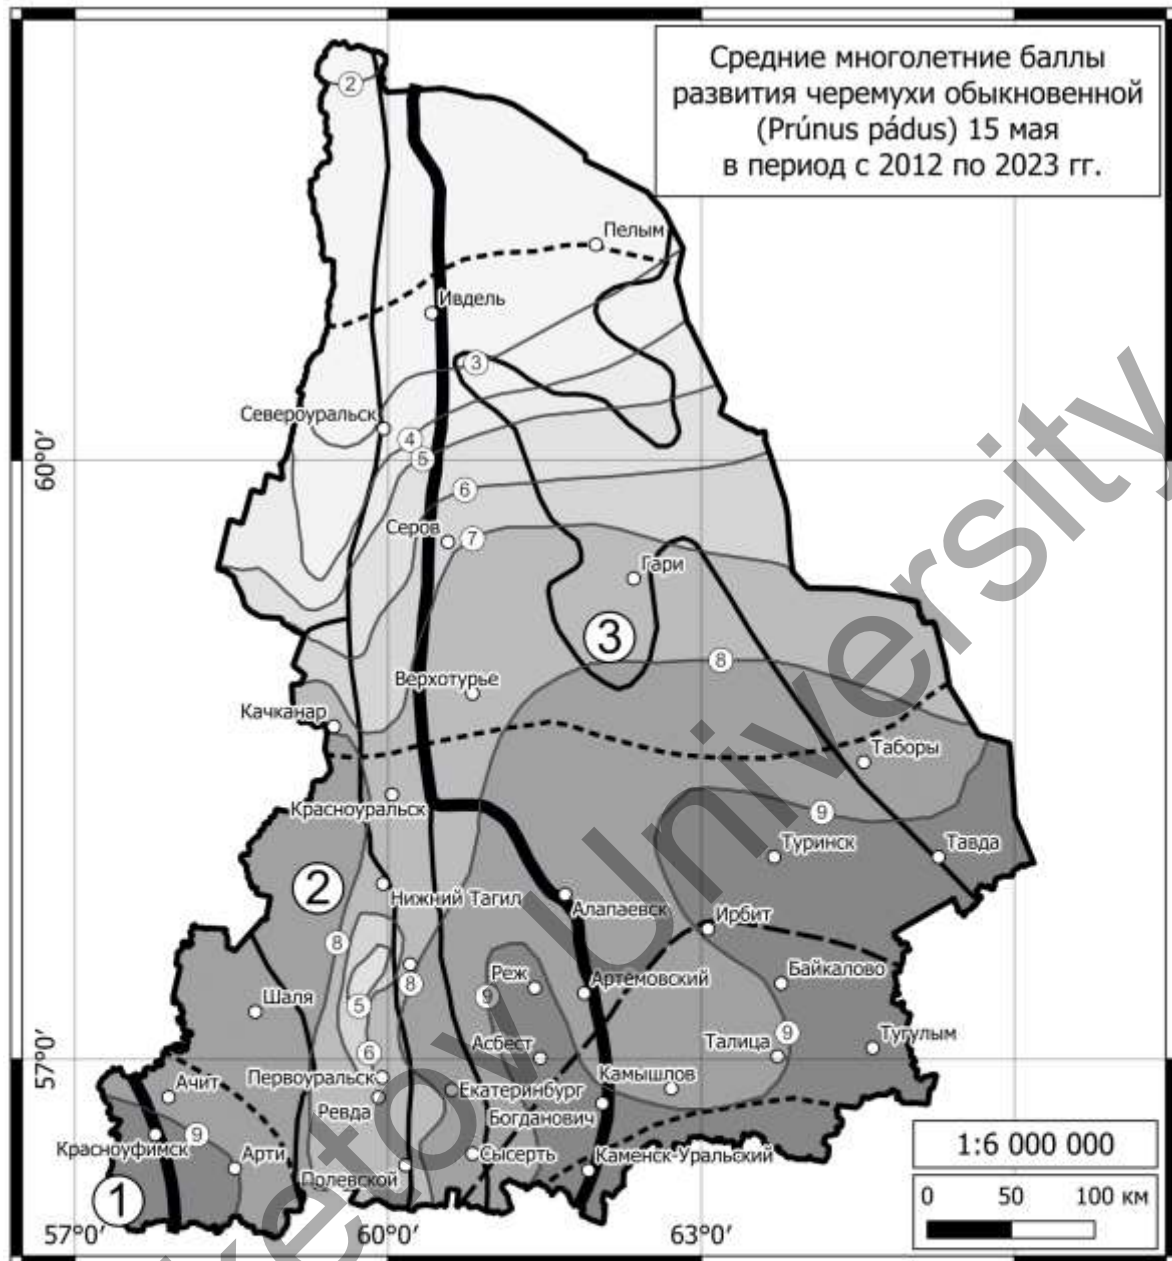 Средние многолетние баллы
развития черемухи обыкновенной
(Prúnus pádus) 15 мая
в период с 2012 по 2023 гг.
2
Пелым
Ивдель
3
Североуральск
4
5
60°0’
6
Серов
7
Гари
3
8
Верхотурье
Качканар
Таборы
Красноуральск
9
Туринск
Тавда
2
Нижний Тагил
Алапаевск
Ирбит
8
Реж
Артемовский
Байкалово
8
9
Шаля
5
9
Асбест
Талица
Тугулым
6
57°0’
Ачит
Первоуральск
Екатеринбург
Камышлов
Ревда
Богданович
9
Красноуфимск
Арти
Сысерть
Каменск-Уральский
Полевской
1
1:6 000 000
0 50 100 км
57°0’ 60°0’ 63°0’
ketov University